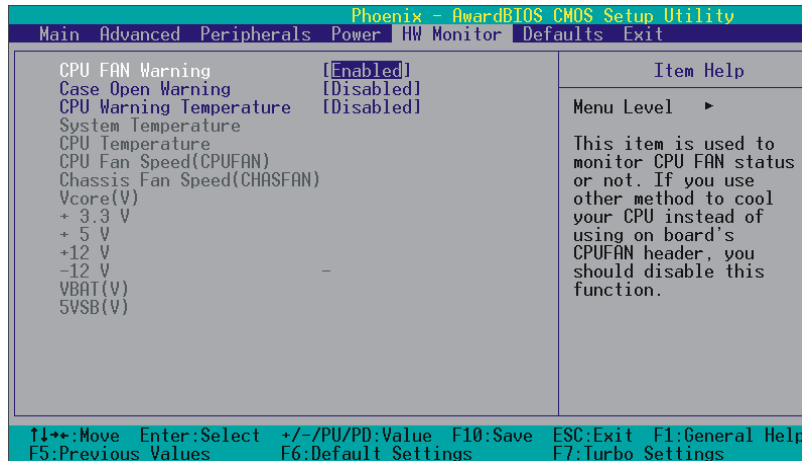 Phoenix - AwardBIOS CMOS Setup Utility
Main Advanced Peripherals Power HW Monitor Defaults Exit
CPU FAN Warning [Enabled]
Case Open Warning [Disabled]
CPU Warning Temperature [Disabled]
System Temperature
CPU Temperature
CPU Fan Speed(CPUFAN)
Chassis Fan Speed(CHASFAN)
Vcore(V)
+ 3.3 V
+ 5 V
+12 V
-12 V -
VBAT(V)
5VSB(V)
Item Help
Menu Level ►
This item is used to
monitor CPU FAN status
or not. If you use
other method to cool
your CPU instead of
using on board's
CPUFAN header, you
should disable this
function.
↑↓→←:Move Enter:Select +/-/PU/PD:Value F10:Save ESC:Exit F1:General Help
F5:Previous Values F6:Default Settings F7:Turbo Settings